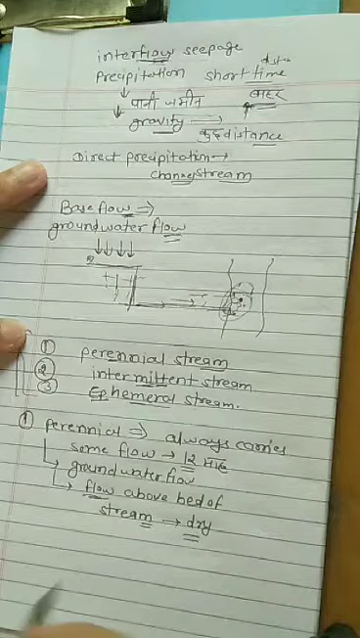 interflow seepage
Precipitation short time
↓ पानी जमीन बाहर
↓ gravity → कुछ distance
Direct precipitation →
channel stream
Base flow ⇒
groundwater flow
① perennial stream
② intermittent stream
③ Ephemeral stream.
① perennial ⇒ always carries
some flow → 12 माह
→ groundwater flow
→ flow above bed of
stream → dry